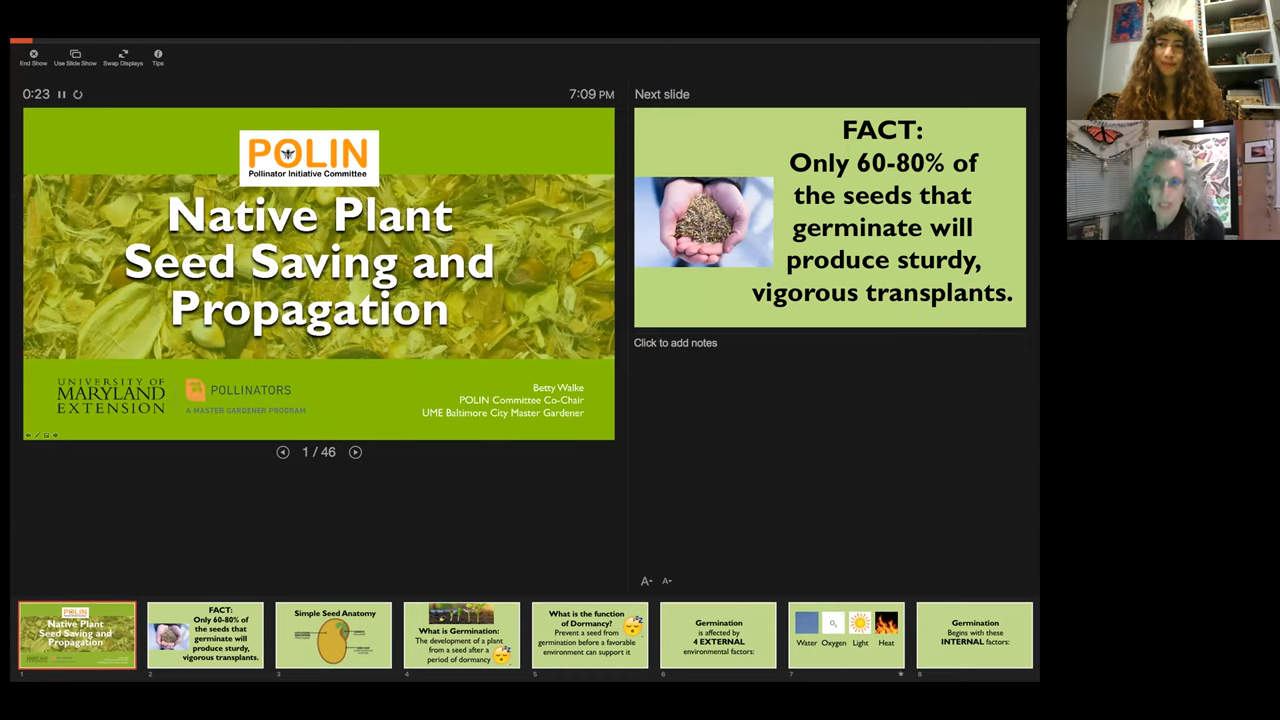 End Show
Use Slide Show
Swap Displays
Tips
0:23
7:09 PM
Next slide
POLIN
Pollinator Initiative Committee
Native Plant
Seed Saving and
Propagation
UNIVERSITY OF
MARYLAND
EXTENSION
POLLINATORS
A MASTER GARDENER PROGRAM
Betty Walke
POLIN Committee Co-Chair
UME Baltimore City Master Gardener
1 / 46
FACT:
Only 60-80% of
the seeds that
germinate will
produce sturdy,
vigorous transplants.
Click to add notes
A
A
POLIN
Native Plant
Seed Saving and
Propagation
1
FACT:
Only 60-80% of
the seeds that
germinate will
produce sturdy,
vigorous transplants.
2
Simple Seed Anatomy
3
What is Germination:
The development of a plant
from a seed after a
period of dormancy
4
What is the function
of Dormancy?
Prevent a seed from
germination before a favorable
environment can support it
5
Germination
is affected by
4 EXTERNAL
environmental factors:
6
O₂
Water Oxygen Light Heat
7
Germination
Begins with these
INTERNAL factors:
8